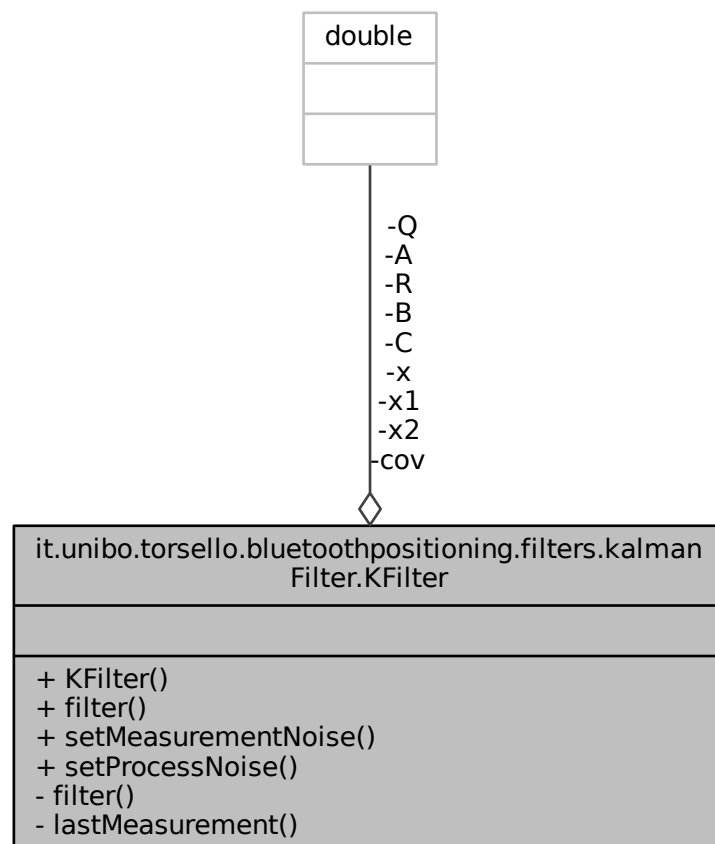 double
-Q
-A
-R
-B
-C
-x
-x1
-x2
-cov
it.unibo.torsello.bluetoothpositioning.filters.kalman
Filter.KFilter
+ KFilter()
+ filter()
+ setMeasurementNoise()
+ setProcessNoise()
- filter()
- lastMeasurement()